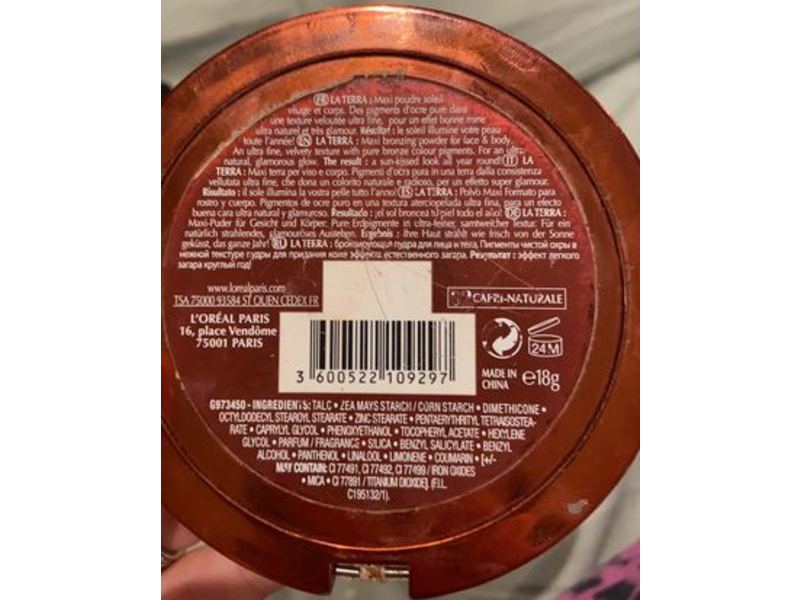 FR LA TERRA : Maxi poudre soleil
visage et corps. Des pigments d'ocre pure dans
une texture veloutée ultra fine, pour un effet bonne mine
ultra naturel et très glamour. Résultat : le soleil illumine votre peau
toute l'année! EN LA TERRA : Maxi bronzing powder for face & body.
An ultra fine, velvety texture with pure bronze colour pigments. For an ultra
natural, glamorous glow. The result : a sun-kissed look all year round! IT LA
TERRA : Maxi terra per viso e corpo. Pigmenti d'ocra pura in una texture dalla consistenza
vellutata ultra fine, che dona un colorito naturale e radioso, per un effetto super glamour.
Risultato : il sole illumina la vostra pelle tutto l'anno! ES LA TERRA : Polvo Maxi Formato para
rostro y cuerpo. Pigmentos de ocre puro en una textura aterciopelada ultra fina, para un efecto
buena cara ultra natural y glamuroso. Resultado : ¡el sol broncea tu piel todo el año! DE LA TERRA :
Maxi-Puder für Gesicht und Körper. Pure Erdpigmente in ultra-feiner, samtweicher Textur. Für ein
natürlich strahlendes, glamouröses Aussehen. Ergebnis : Ihre Haut strahlt wie frisch von der Sonne
geküsst, das ganze Jahr! RU LA TERRA : бронзирующая пудра для лица и тела. Пигменты чистой охры в
нежной текстуре пудры для придания коже эффекта естественного загара. Результат : эффект легкого
загара круглый год!
www.lorealparis.com
TSA 75000 93584 ST OUEN CEDEX FR
CAPRI-NATURALE
L'ORÉAL PARIS
16, place Vendôme
75001 PARIS
24M
MADE IN
CHINA
e18g
3 600522 109297
G973450 - INGREDIENTS: TALC • ZEA MAYS STARCH / CORN STARCH • DIMETHICONE •
OCTYLDODECYL STEAROYL STEARATE • ZINC STEARATE • PENTAERYTHRITYL TETRAISOSTEA-
RATE • CAPRYLYL GLYCOL • PHENOXYETHANOL • TOCOPHERYL ACETATE • HEXYLENE
GLYCOL • PARFUM / FRAGRANCE • SILICA • BENZYL SALICYLATE • BENZYL
ALCOHOL • PANTHENOL • LINALOOL • LIMONENE • COUMARIN • [+/-
MAY CONTAIN: CI 77491, CI 77492, CI 77499 / IRON OXIDES
• MICA • CI 77891 / TITANIUM DIOXIDE]. (F.I.L.
C195132/1).